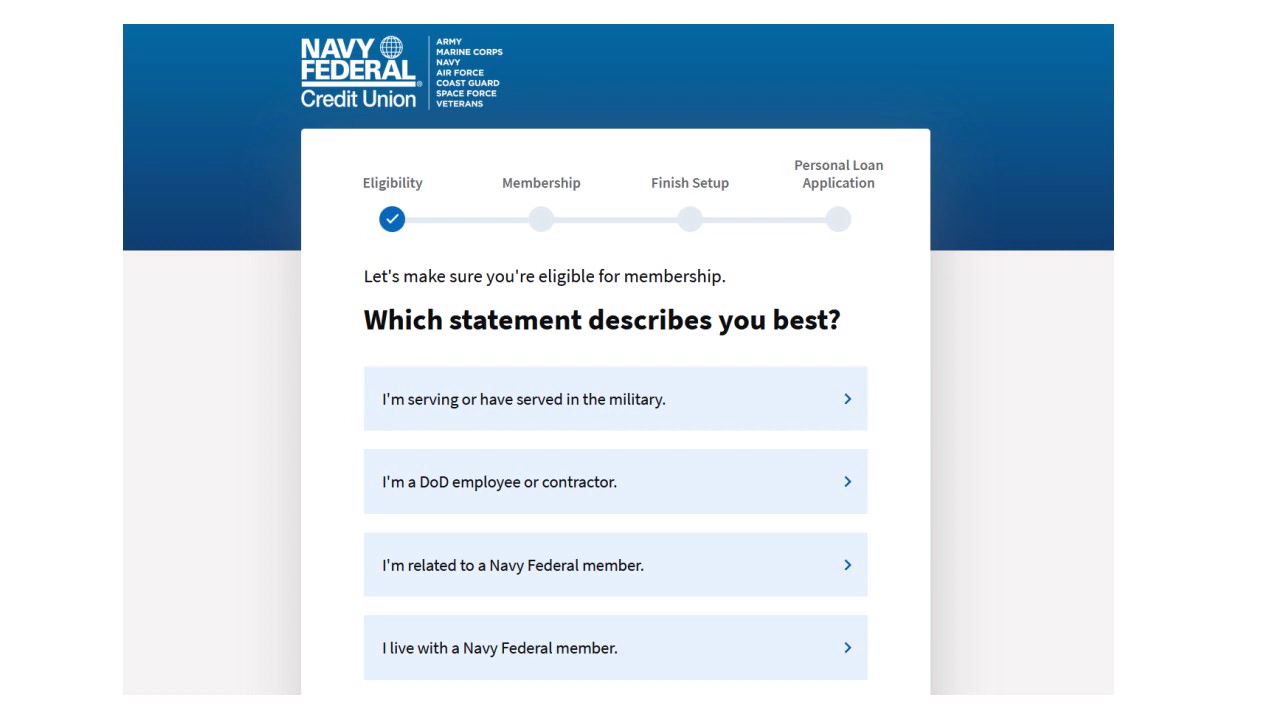 NAVY
FEDERAL®
Credit Union
ARMY
MARINE CORPS
NAVY
AIR FORCE
COAST GUARD
SPACE FORCE
VETERANS
Eligibility
Membership
Finish Setup
Personal Loan
Application
Let's make sure you're eligible for membership.
Which statement describes you best?
I'm serving or have served in the military.
I'm a DoD employee or contractor.
I'm related to a Navy Federal member.
I live with a Navy Federal member.